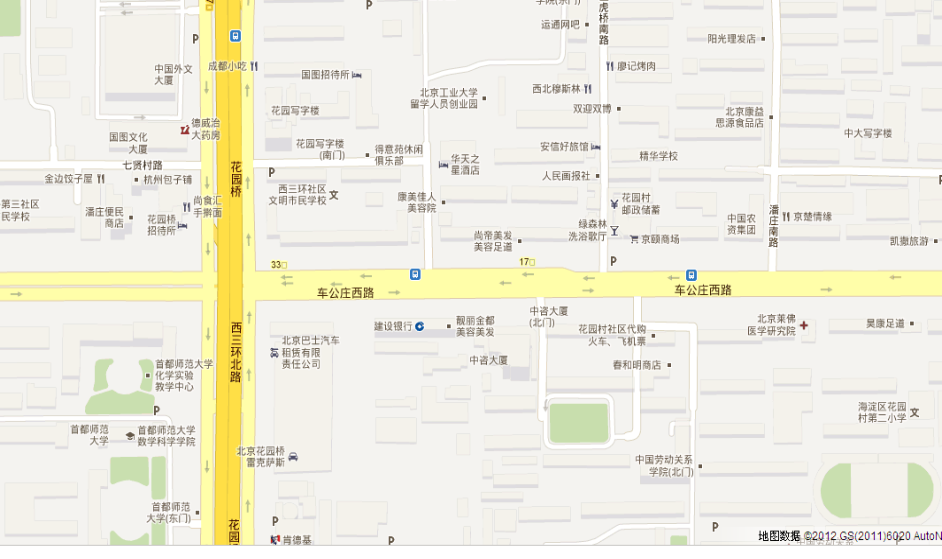 学院(东门)
虎桥南路
运通网吧
阳光理发店
P
成都小吃
中国外文
大厦
国图招待所
廖记烤肉
西北穆斯林
北京工业大学
留学人员创业园
双迎双博
花园写字楼
北京康益
思源食品店
德威治
大药房
国图文化
大厦
中大写字楼
花园写字楼
(南门)
得意苑休闲
俱乐部
安信好旅馆
精华学校
华天之
星酒店
七贤村路
花园桥
P
P
金边饺子屋
杭州包子铺
人民画报社
第三社区
民学校
西三环社区
文明市民学校
文
康美佳人
美容院
花园村
邮政储蓄
尚食汇
手擀面
潘庄便民
商店
花园桥
招待所
绿森林
洗浴歌厅
中国农
资集团
潘庄南路
京楚情缘
尚帝美发
美容足道
京颐商场
凯撒旅游
P
33
17
车公庄西路
车公庄西路
中咨大厦
(北门)
建设银行
靓丽金都
美容美发
花园村社区代购
火车、飞机票
北京莱佛
医学研究院
昊康足道
西三环北路
北京巴士汽车
租赁有限
责任公司
中咨大厦
春和明商店
首都师范大学
化学实验
教学中心
P
海淀区花园
村第二小学
文
首都师范
大学
首都师范大学
数学科学学院
北京花园桥
雷克萨斯
中国劳动关系
学院(北门)
首都师范
大学(东门)
P
P
花园桥
肯德基
P
地图数据 ©2012 GS(2011)6020 AutoN